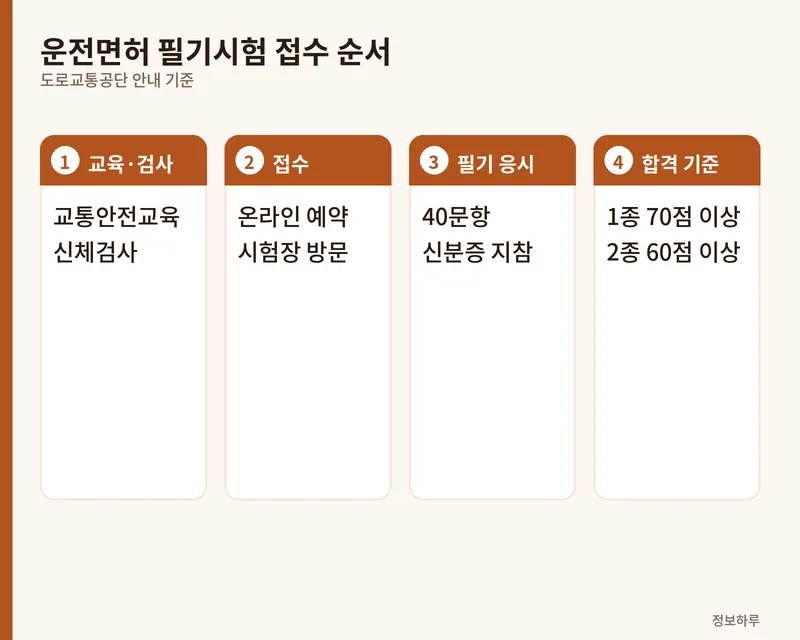 운전면허 필기시험 접수 순서
도로교통공단 안내 기준
1 교육·검사
교통안전교육
신체검사
2 접수
온라인 예약
시험장 방문
3 필기 응시
40문항
신분증 지참
4 합격 기준
1종 70점 이상
2종 60점 이상
정보하루